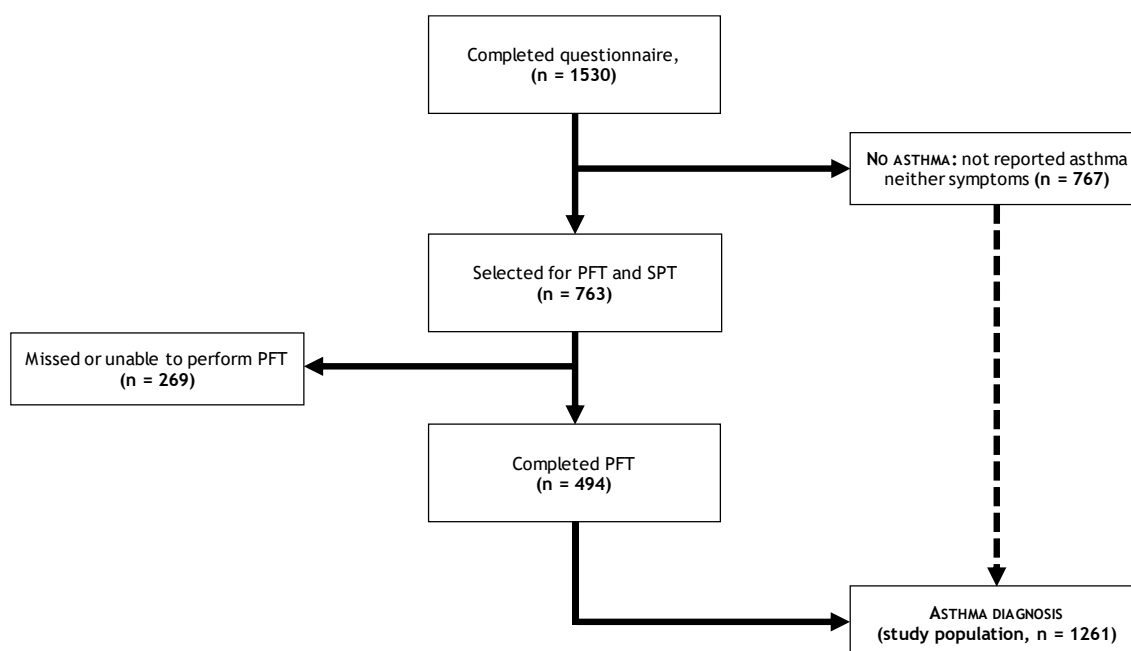 Completed questionnaire,
(n = 1530)
NO ASTHMA: not reported asthma
neither symptoms (n = 767)
Selected for PFT and SPT
(n = 763)
Missed or unable to perform PFT
(n = 269)
Completed PFT
(n = 494)
ASTHMA DIAGNOSIS
(study population, n = 1261)